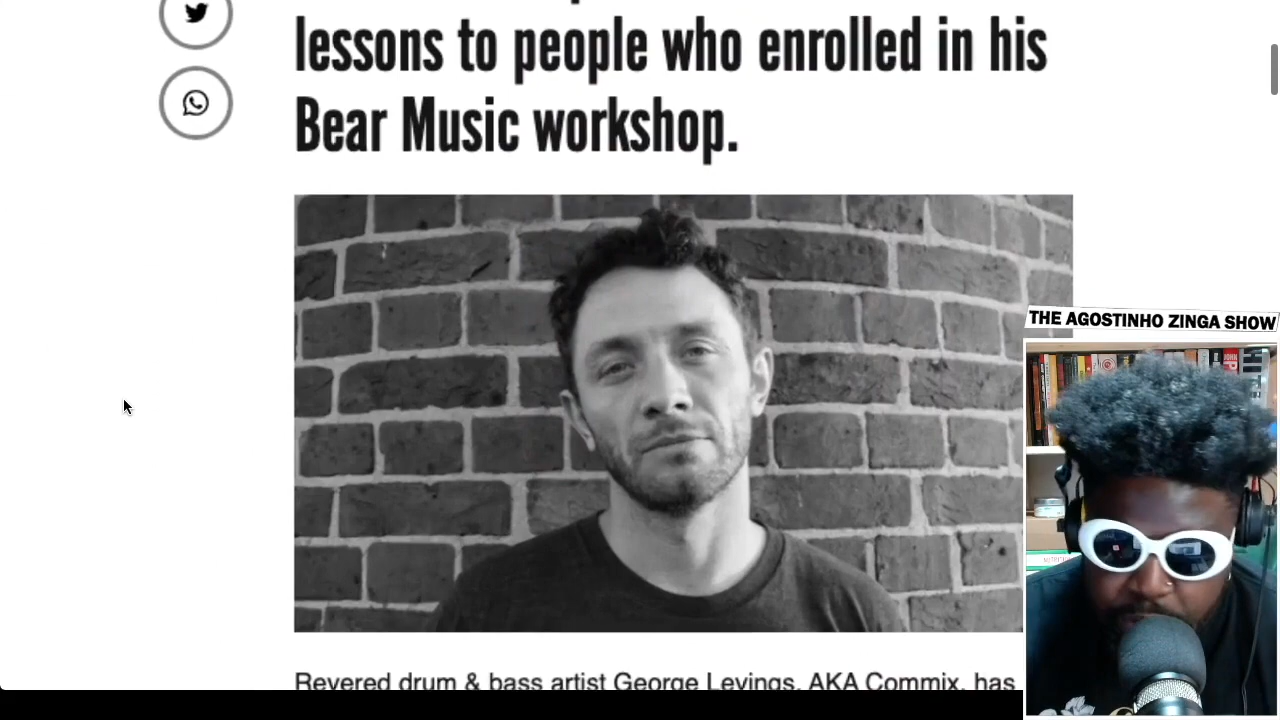 lessons to people who enrolled in his
Bear Music workshop.
THE AGOSTINHO ZINGA SHOW
Revered drum & bass artist George Levings, AKA Commix, has